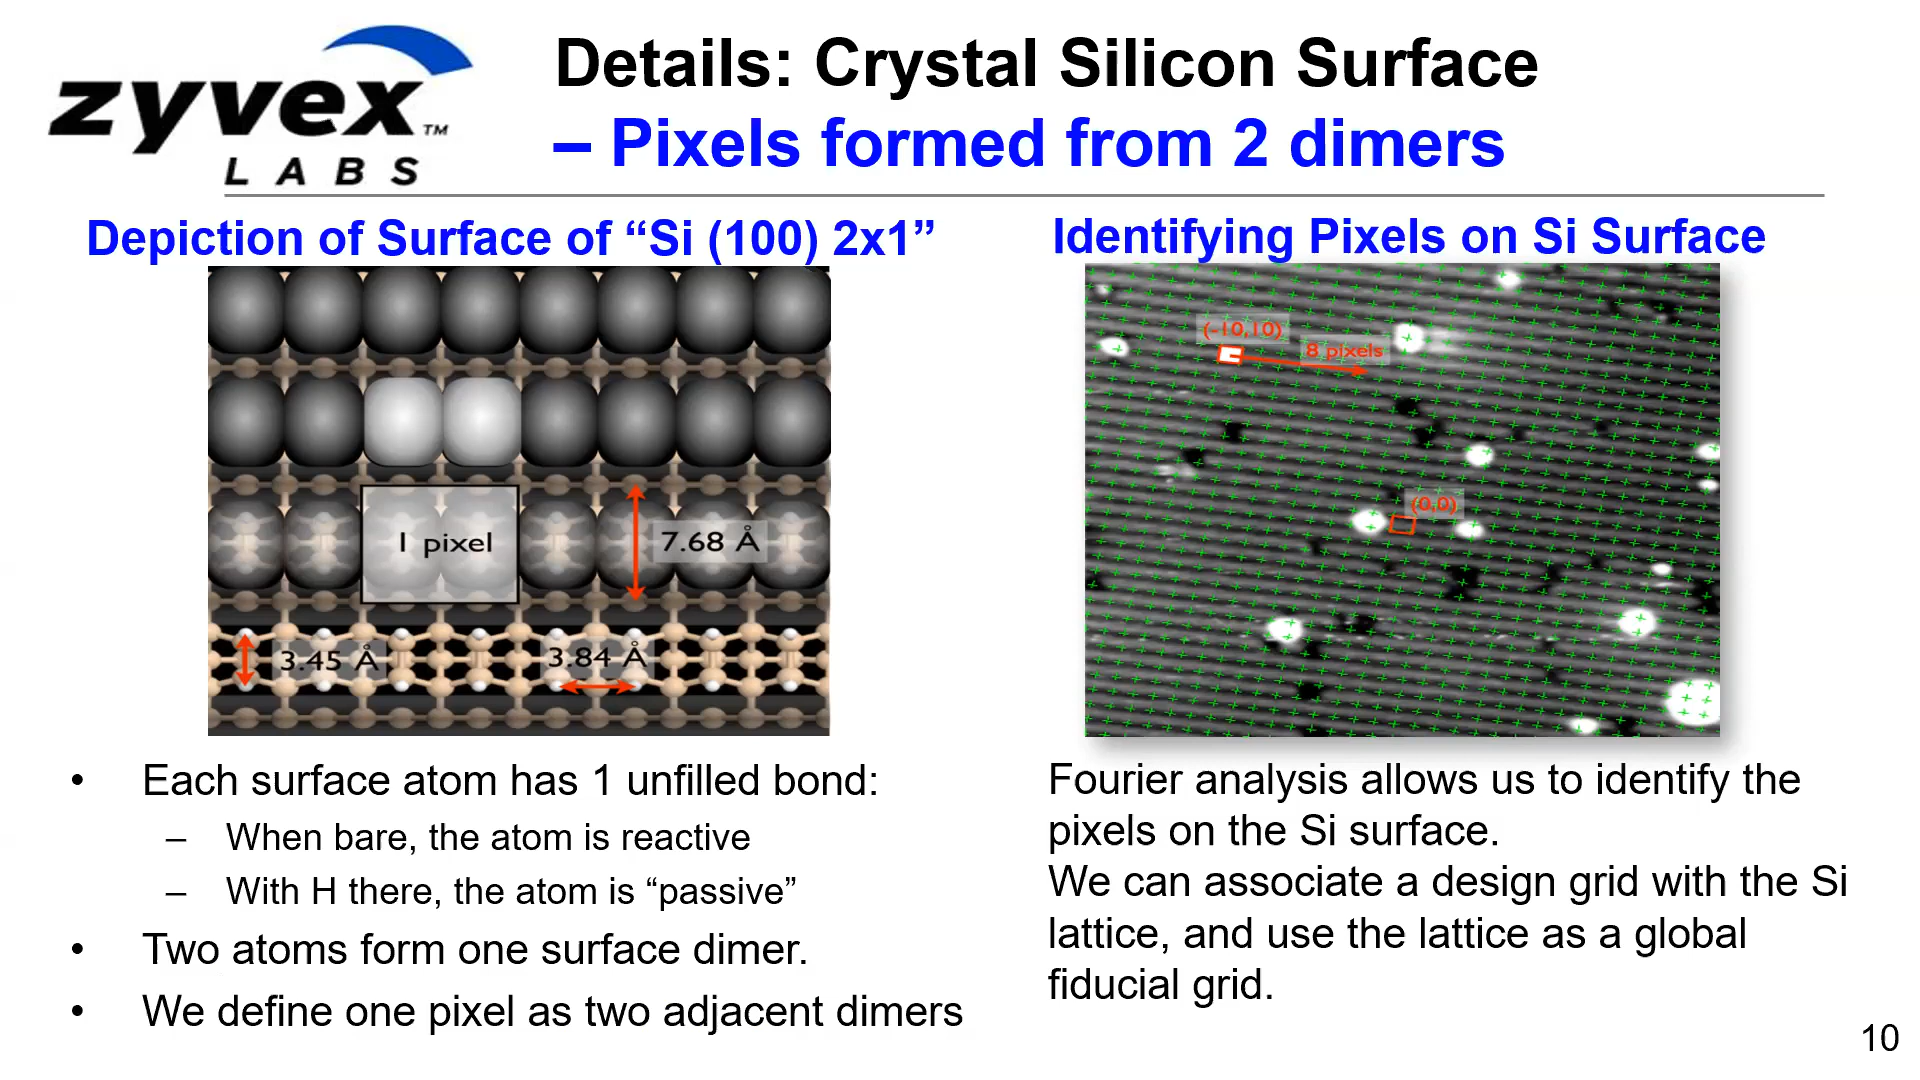 zyvex™
LABS
Details: Crystal Silicon Surface
– Pixels formed from 2 dimers
Depiction of Surface of “Si (100) 2x1”
1 pixel
7.68 Å
3.45 Å
3.84 Å
• Each surface atom has 1 unfilled bond:
– When bare, the atom is reactive
– With H there, the atom is “passive”
• Two atoms form one surface dimer.
• We define one pixel as two adjacent dimers
Identifying Pixels on Si Surface
(-10,10)
8 pixels
(0,0)
Fourier analysis allows us to identify the
pixels on the Si surface.
We can associate a design grid with the Si
lattice, and use the lattice as a global
fiducial grid.
10